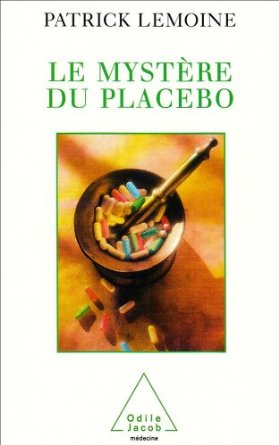 PATRICK LEMOINE
LE MYSTÈRE
DU PLACEBO
Odile
Jacob
médecine